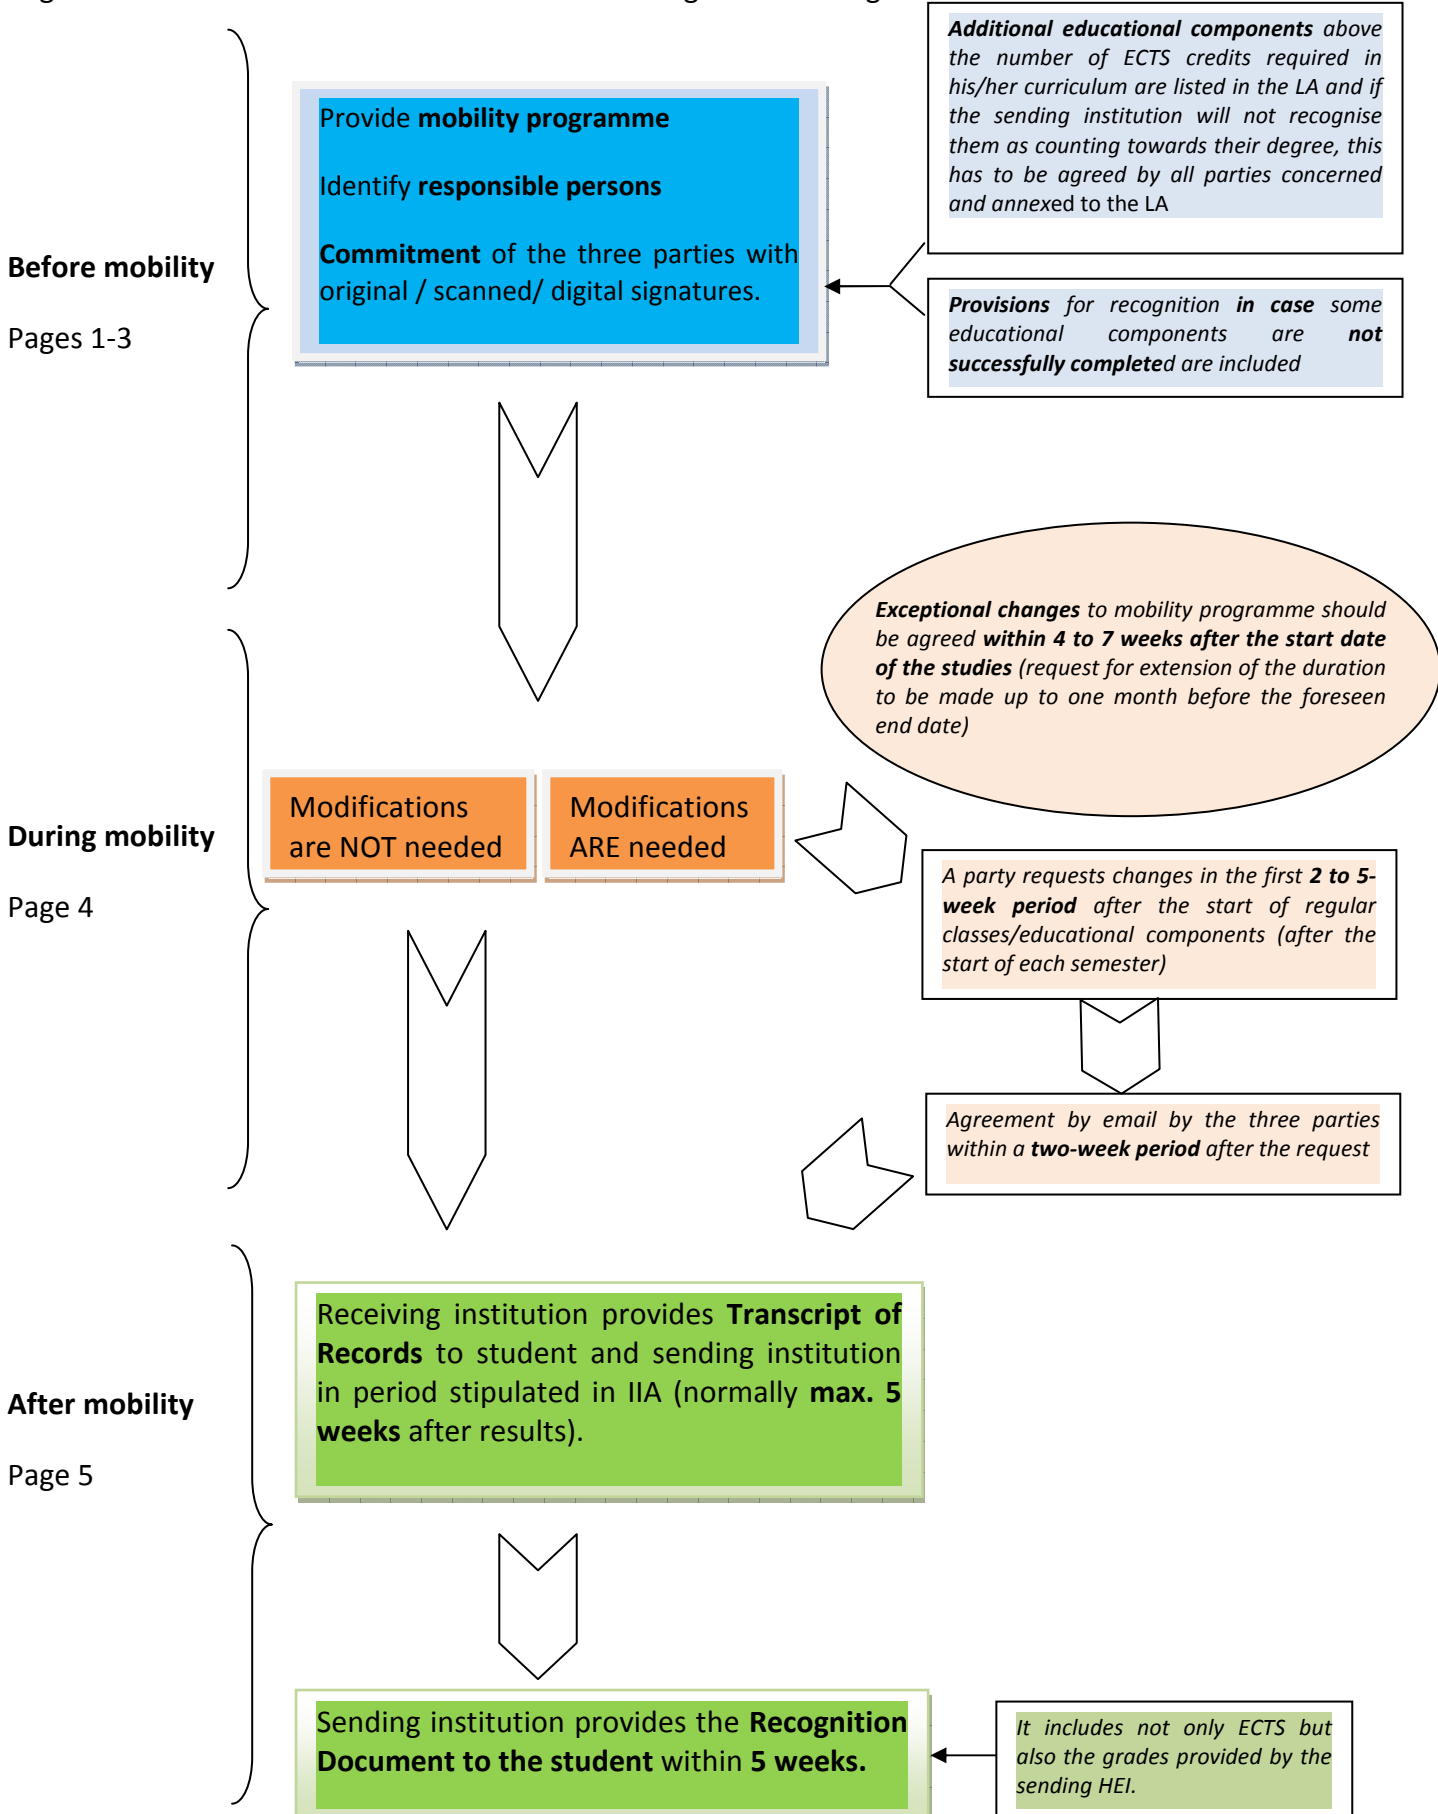 Additional educational components above
the number of ECTS credits required in
his/her curriculum are listed in the LA and if
the sending institution will not recognise
them as counting towards their degree, this
has to be agreed by all parties concerned
and annexed to the LA
Provide mobility programme
Identify responsible persons
Commitment of the three parties with
original / scanned/ digital signatures.
Before mobility
Pages 1-3
Provisions for recognition in case some
educational components are not
successfully completed are included
Exceptional changes to mobility programme should
be agreed within 4 to 7 weeks after the start date
of the studies (request for extension of the duration
to be made up to one month before the foreseen
end date)
During mobility
Page 4
Modifications
are NOT needed
Modifications
ARE needed
A party requests changes in the first 2 to 5-
week period after the start of regular
classes/educational components (after the
start of each semester)
Agreement by email by the three parties
within a two-week period after the request
After mobility
Page 5
Receiving institution provides Transcript of
Records to student and sending institution
in period stipulated in IIA (normally max. 5
weeks after results).
Sending institution provides the Recognition
Document to the student within 5 weeks.
It includes not only ECTS but
also the grades provided by the
sending HEI.